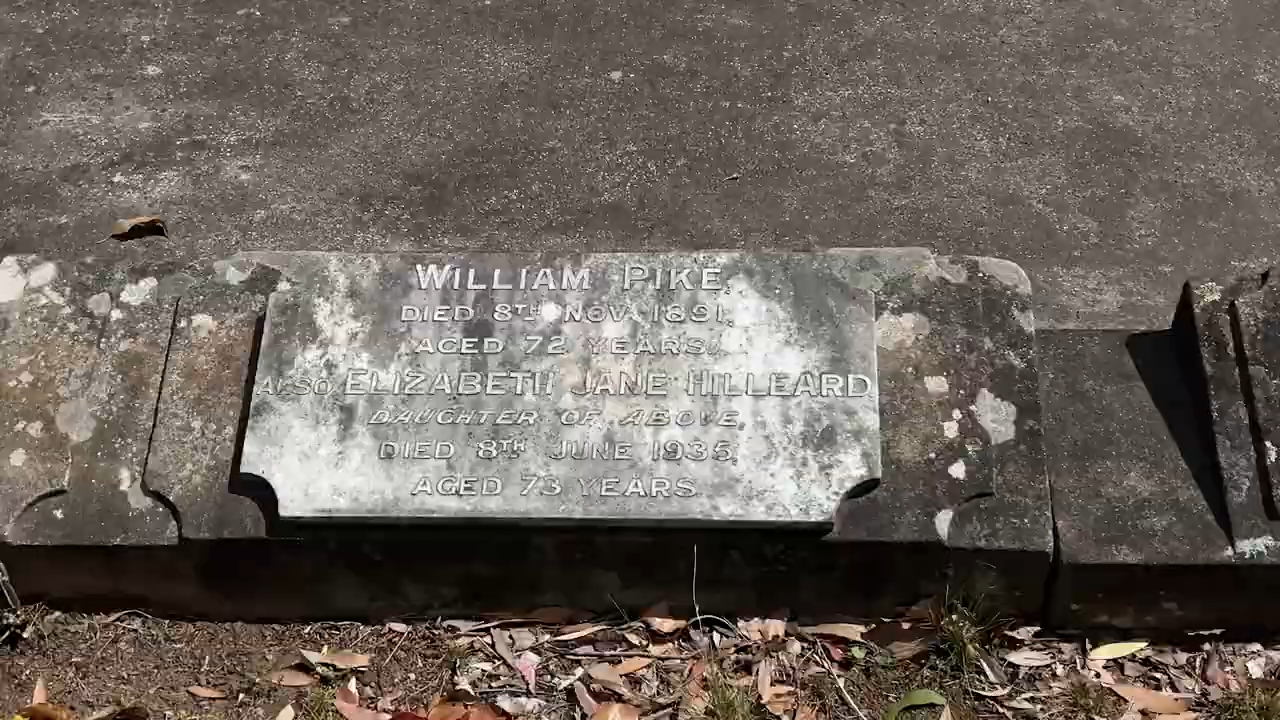 WILLIAM PIKE,
DIED 8TH NOV. 1891,
AGED 72 YEARS.
ALSO ELIZABETH JANE HILLEARD
DAUGHTER OF ABOVE,
DIED 8TH JUNE 1935,
AGED 73 YEARS